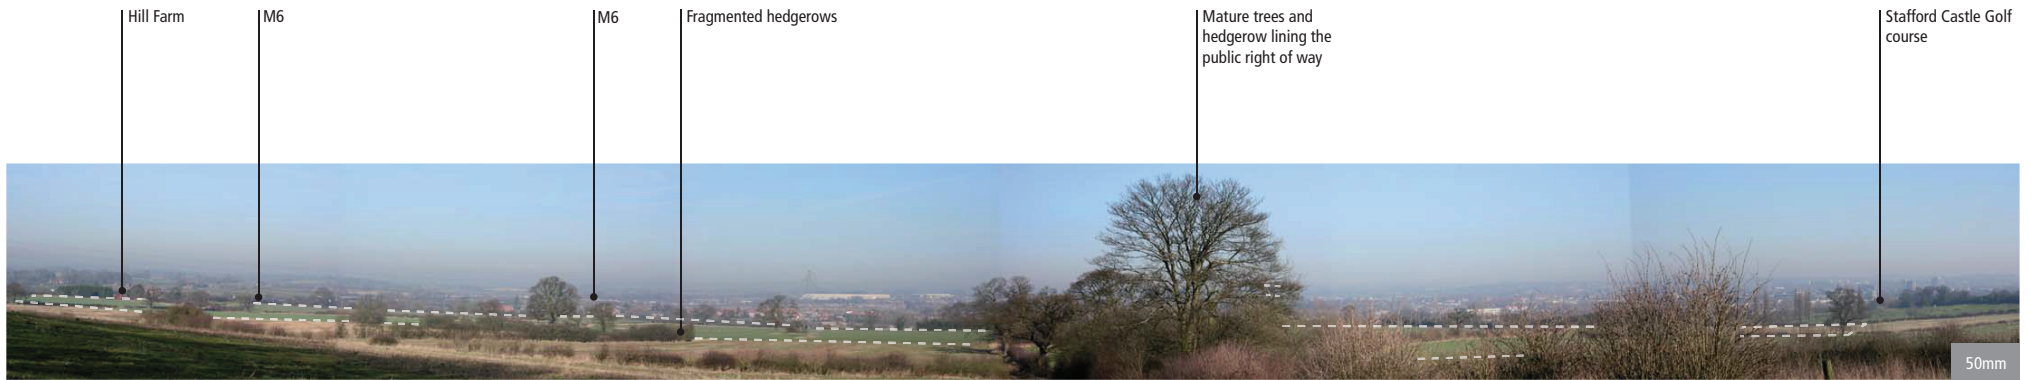 Hill Farm
M6
M6
Fragmented hedgerows
Mature trees and
hedgerow lining the
public right of way
Stafford Castle Golf
course
50mm